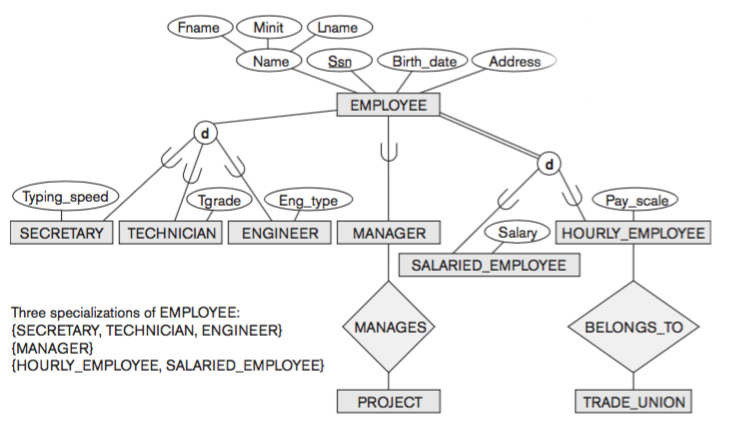 Fname Minit Lname
Name Ssn Birth_date Address
EMPLOYEE
d
d
Typing_speed Tgrade Eng_type Pay_scale
SECRETARY TECHNICIAN ENGINEER MANAGER Salary HOURLY_EMPLOYEE
SALARIED_EMPLOYEE
Three specializations of EMPLOYEE:
{SECRETARY, TECHNICIAN, ENGINEER}
{MANAGER}
{HOURLY_EMPLOYEE, SALARIED_EMPLOYEE}
MANAGES BELONGS_TO
PROJECT TRADE_UNION